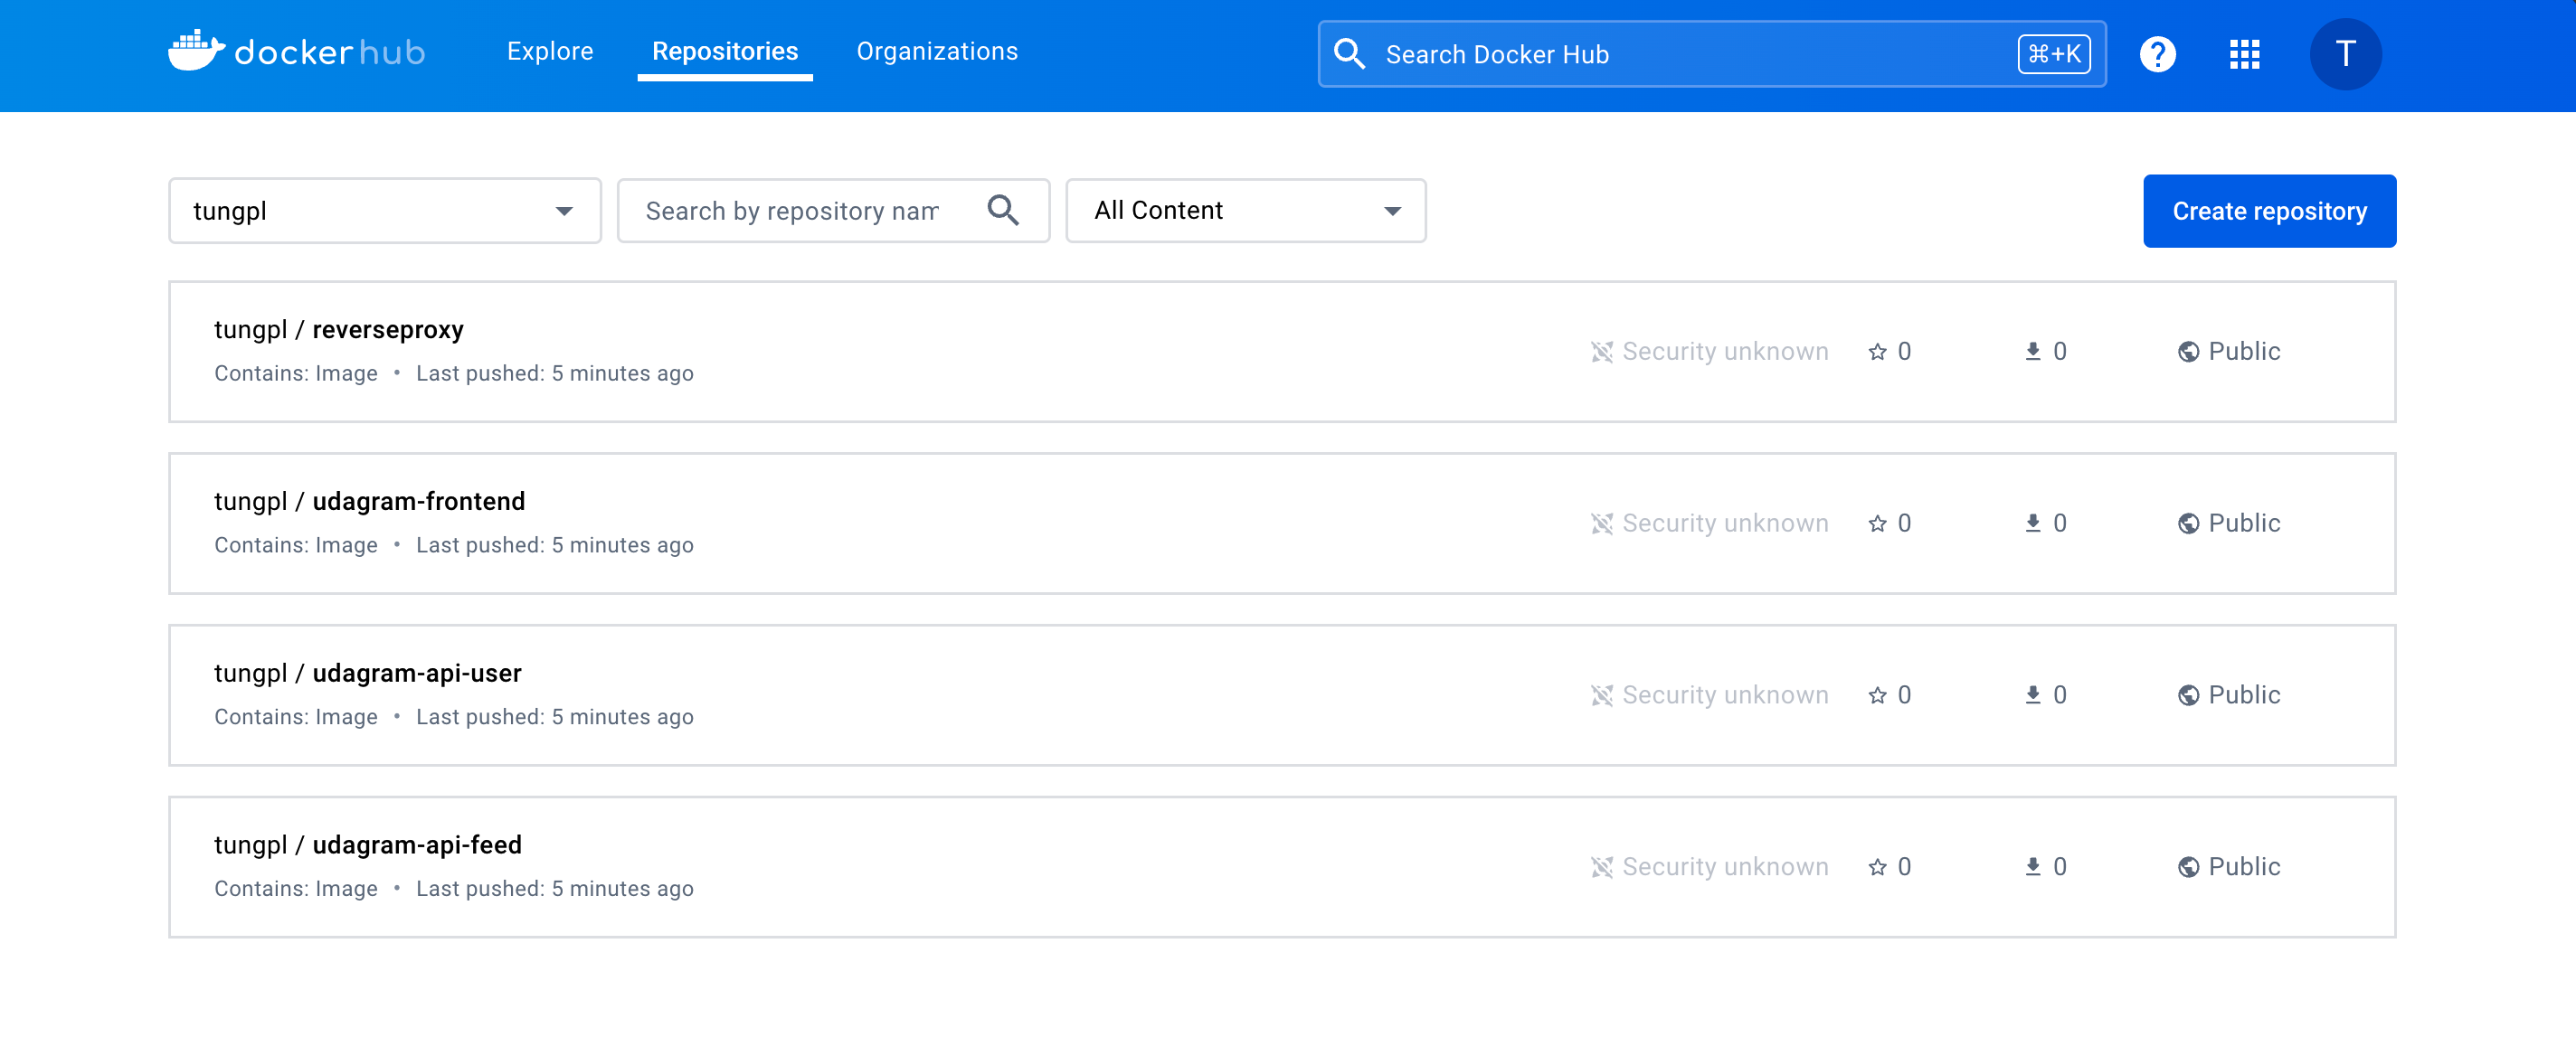 dockerhub Explore Repositories Organizations Search Docker Hub ⌘+K ? T
tungpl Search by repository nam All Content Create repository
tungpl / reverseproxy
Contains: Image • Last pushed: 5 minutes ago
Security unknown 0 0 Public
tungpl / udagram-frontend
Contains: Image • Last pushed: 5 minutes ago
Security unknown 0 0 Public
tungpl / udagram-api-user
Contains: Image • Last pushed: 5 minutes ago
Security unknown 0 0 Public
tungpl / udagram-api-feed
Contains: Image • Last pushed: 5 minutes ago
Security unknown 0 0 Public